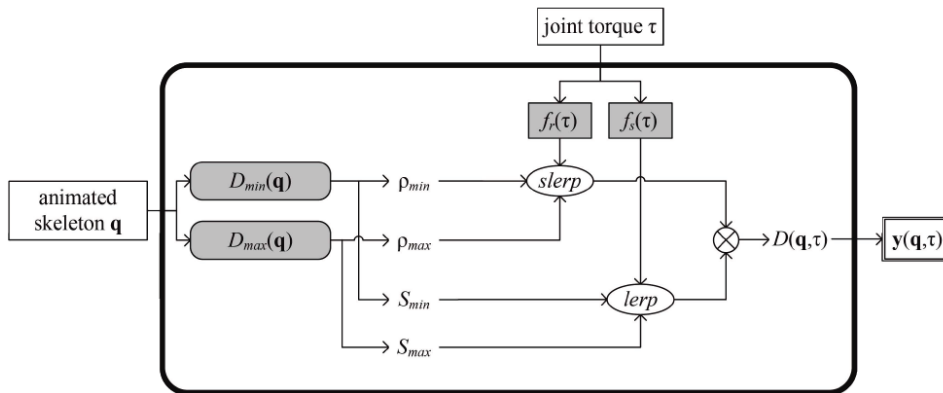 joint torque τ
f_r(τ)
f_s(τ)
animated
skeleton q
D_min(q)
D_max(q)
ρ_min
ρ_max
S_min
S_max
slerp
lerp
D(q,τ)
y(q,τ)